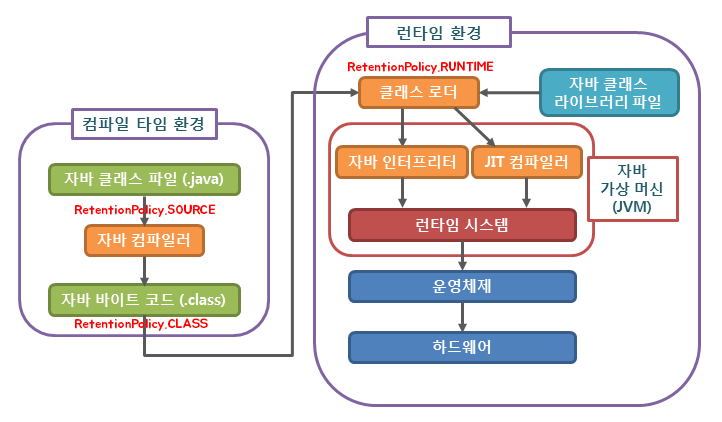 컴파일 타임 환경
자바 클래스 파일 (.java)
RetentionPolicy.SOURCE
자바 컴파일러
자바 바이트 코드 (.class)
RetentionPolicy.CLASS
런타임 환경
RetentionPolicy.RUNTIME
클래스 로더
자바 클래스
라이브러리 파일
자바 인터프리터
JIT 컴파일러
자바
가상 머신
(JVM)
런타임 시스템
운영체제
하드웨어